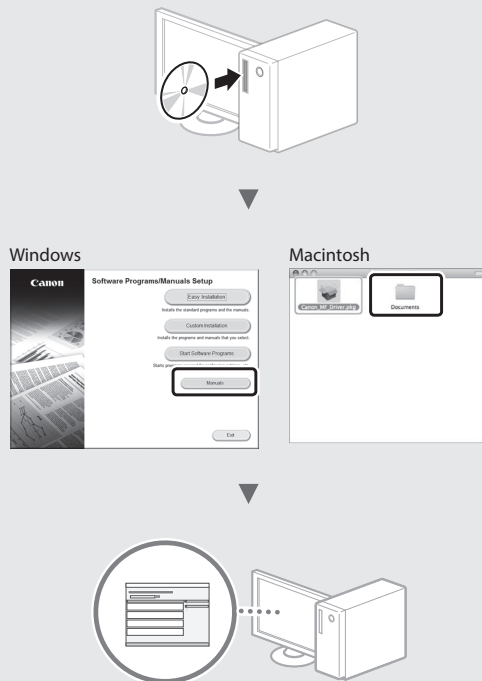 Windows
Macintosh
Canon
Software Programs/Manuals Setup
Easy Installation
Installs the standard programs and the manuals.
Custom Installation
Installs the programs and manuals that you select.
Start Software Programs
Starts
Manuals
Exit
Canon_MF_Driver.pkg
Documents